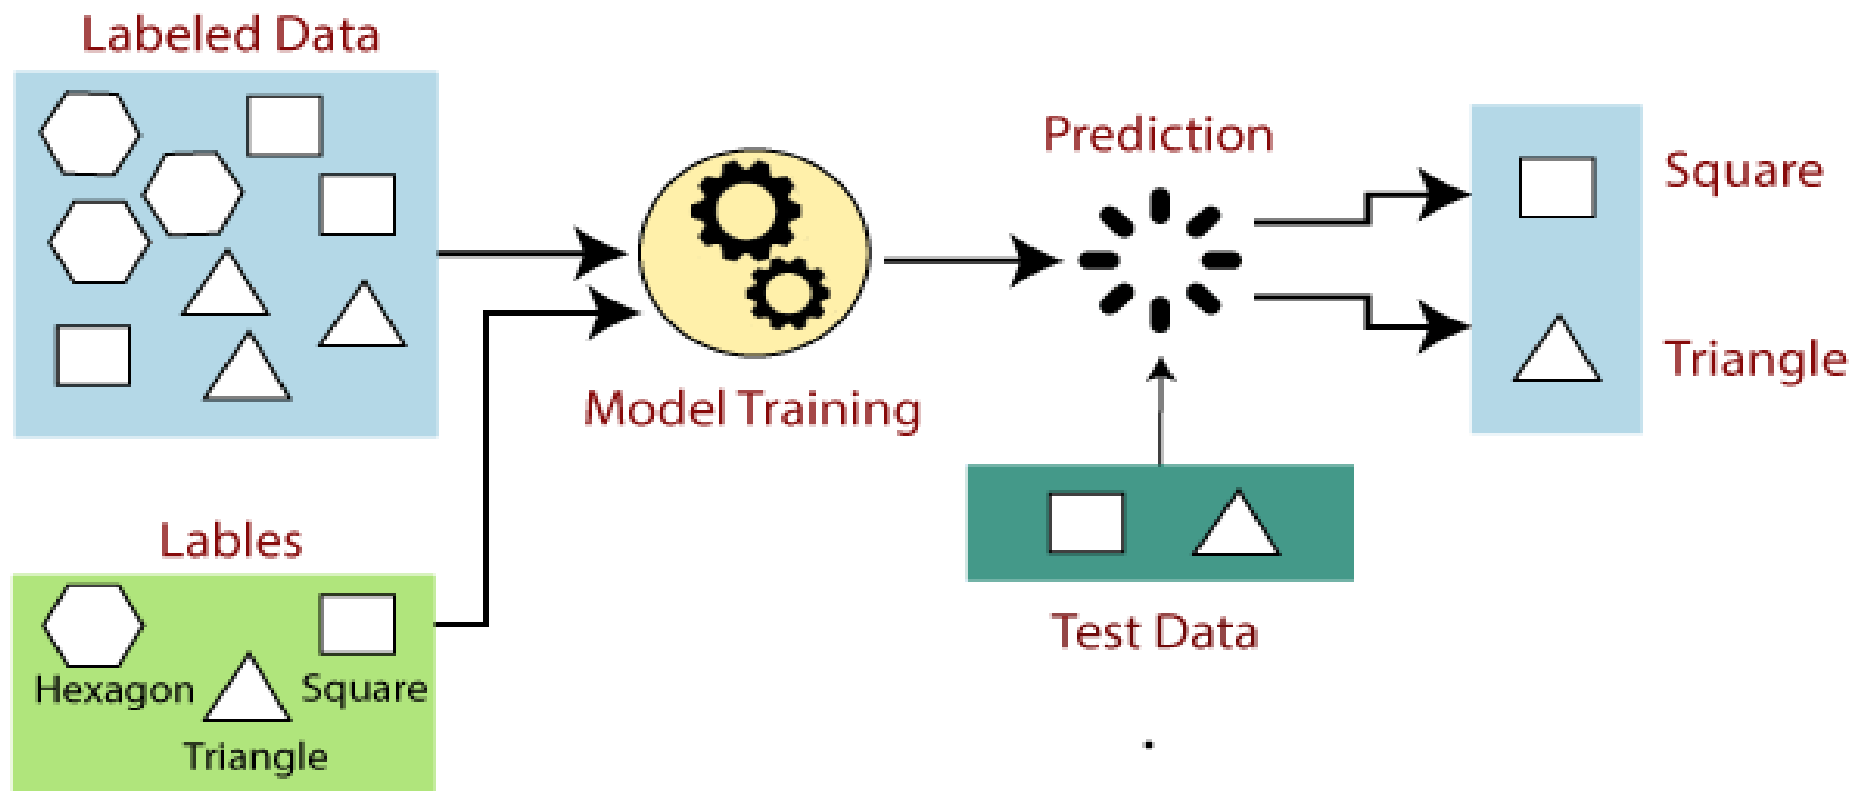 Labeled Data
Prediction
Square
Triangle
Model Training
Lables
Hexagon
Square
Triangle
Test Data